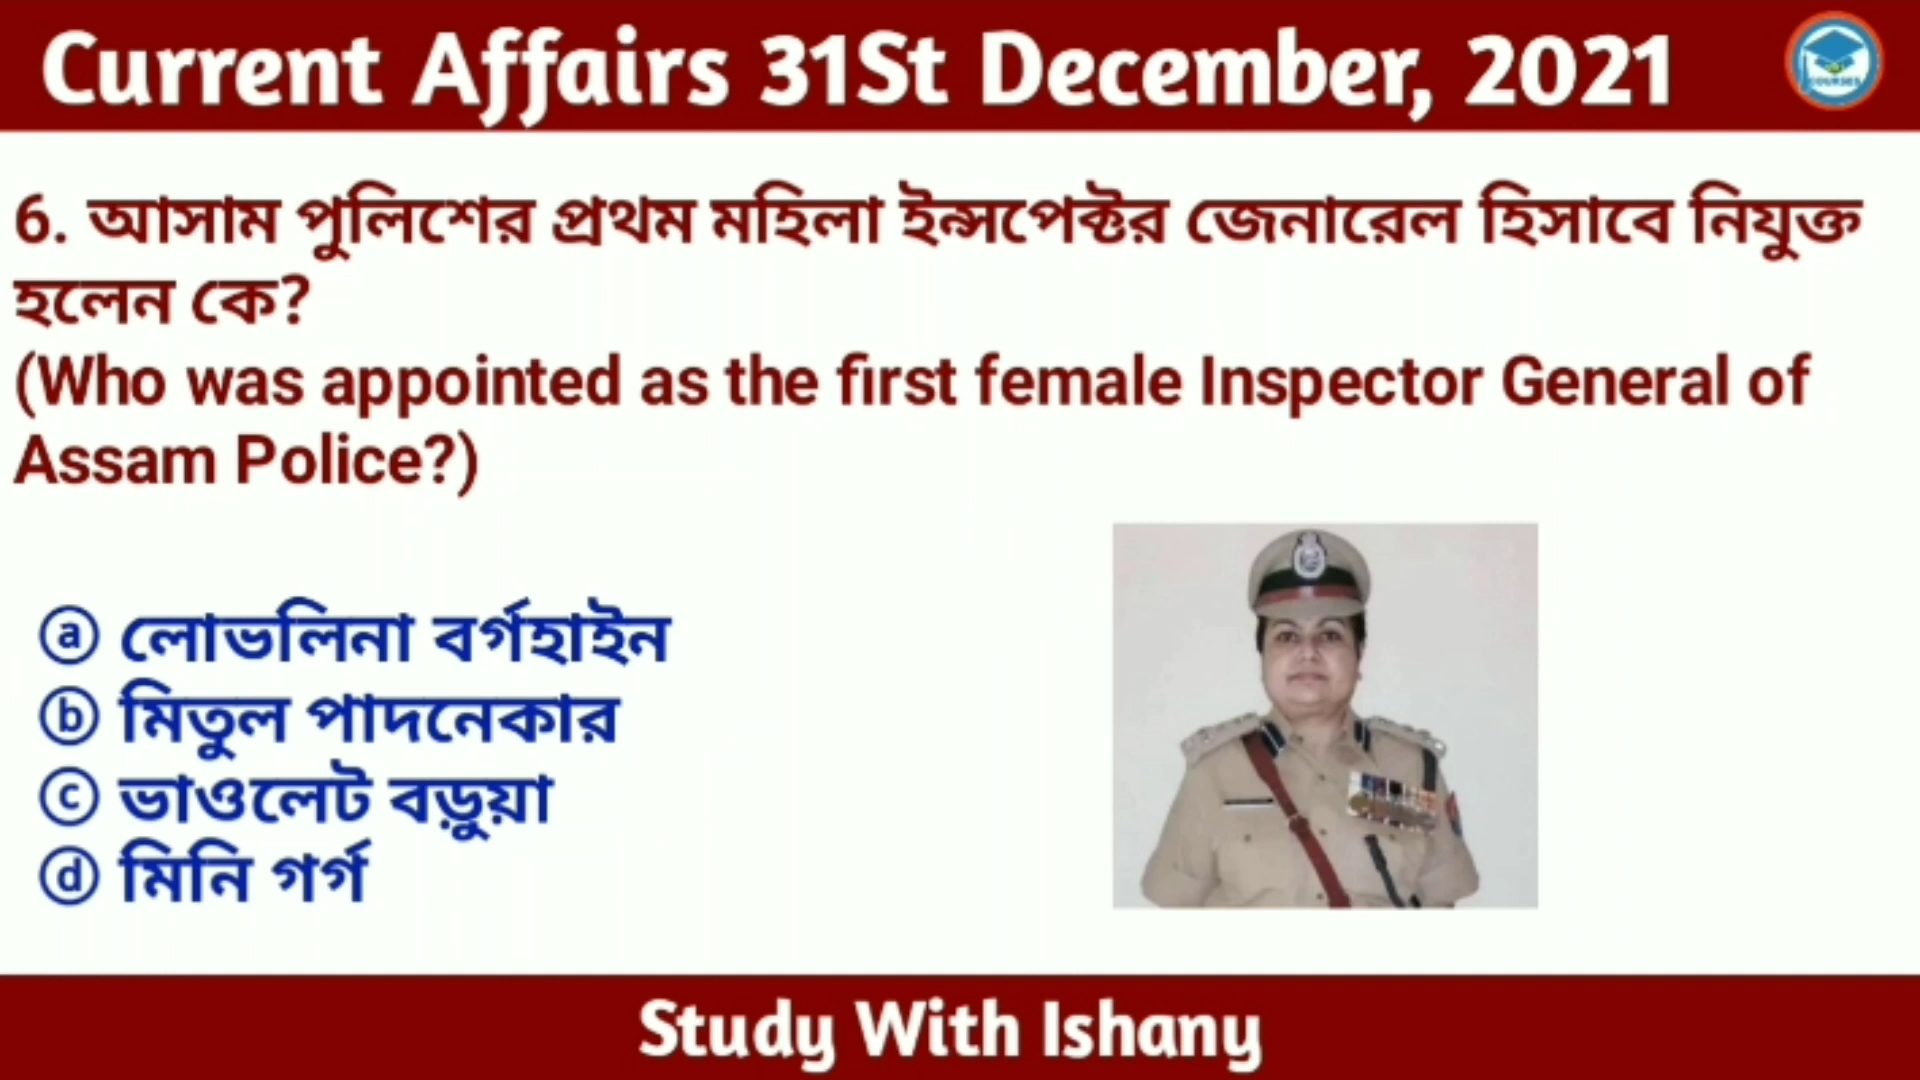 Current Affairs 31St December, 2021
COURSES
6. আসাম পুলিশের প্রথম মহিলা ইন্সপেক্টর জেনারেল হিসাবে নিযুক্ত
হলেন কে?
(Who was appointed as the first female Inspector General of
Assam Police?)
ⓐ লোভলিনা বর্গহাইন
ⓑ মিতুল পাদনেকার
ⓒ ভাওলেট বড়ুয়া
ⓓ মিনি গর্গ
Study With Ishany